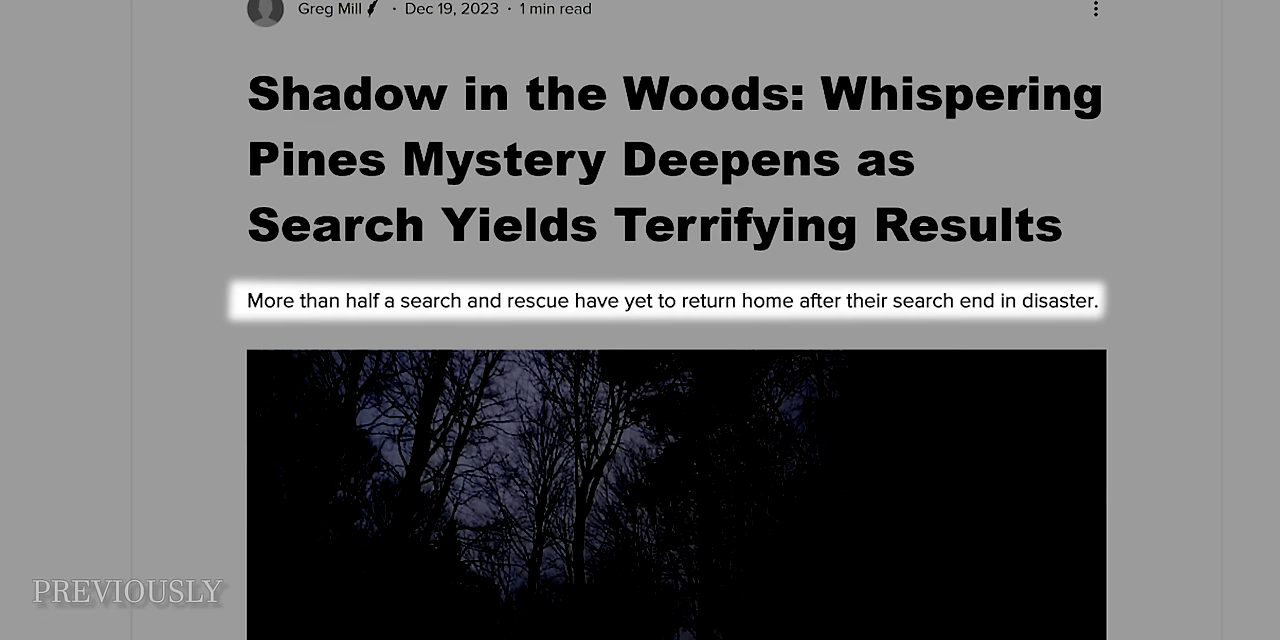 Greg Mill · Dec 19, 2023 · 1 min read
Shadow in the Woods: Whispering
Pines Mystery Deepens as
Search Yields Terrifying Results
More than half a search and rescue have yet to return home after their search end in disaster.
PREVIOUSLY